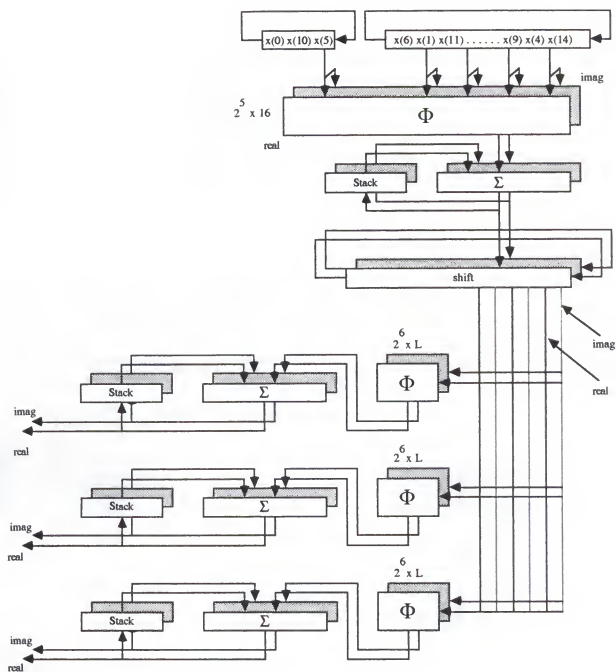 x(0) x(10) x(5)
x(6) x(1) x(11) . . . . . . x(9) x(4) x(14)
imag
2^5 x 16
Φ
real
Stack
Σ
shift
imag
real
2^6 x L
Φ
Stack
Σ
imag
real
2^6 x L
Φ
Stack
Σ
imag
real
2^6 x L
Φ
Stack
Σ
imag
real